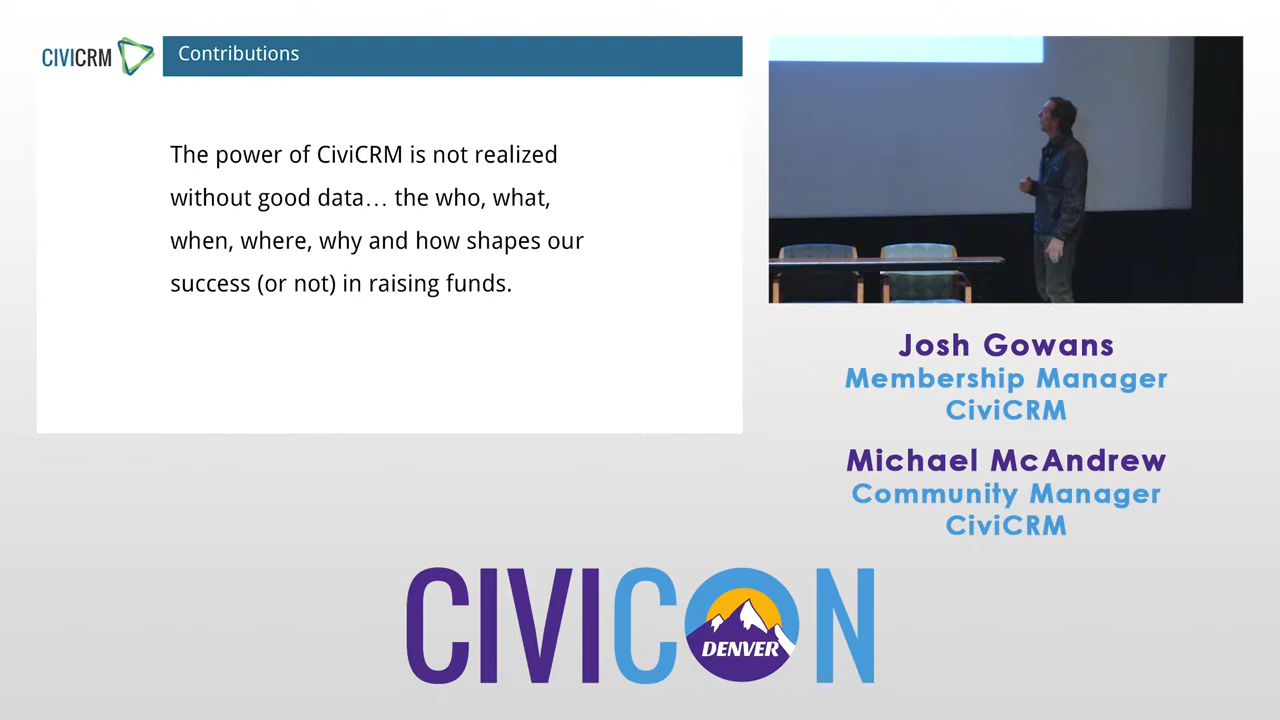 CIVICRM
Contributions
The power of CiviCRM is not realized
without good data… the who, what,
when, where, why and how shapes our
success (or not) in raising funds.
Josh Gowans
Membership Manager
CiviCRM
Michael McAndrew
Community Manager
CiviCRM
CIVICON
DENVER